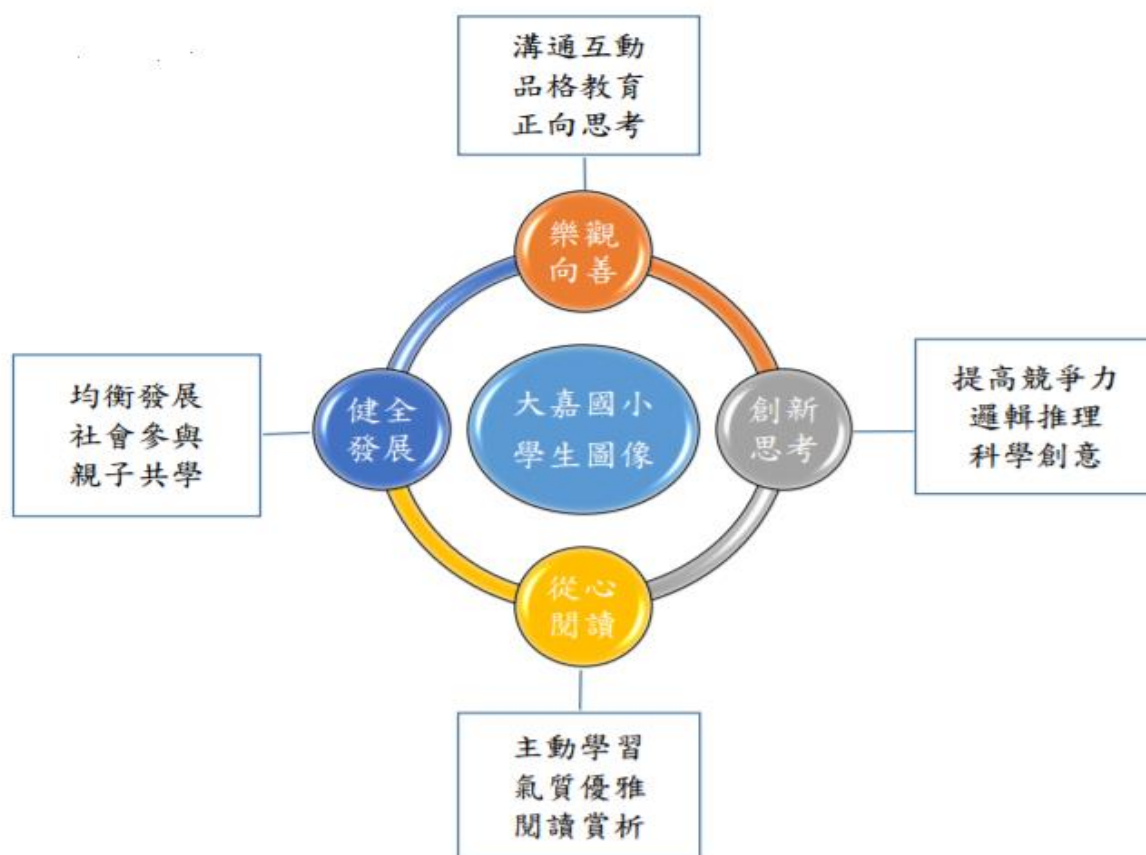 溝通互動
品格教育
正向思考
樂觀
向善
均衡發展
社會參與
親子共學
健全
發展
大嘉國小
學生圖像
創新
思考
提高競爭力
邏輯推理
科學創意
從心
閱讀
主動學習
氣質優雅
閱讀賞析